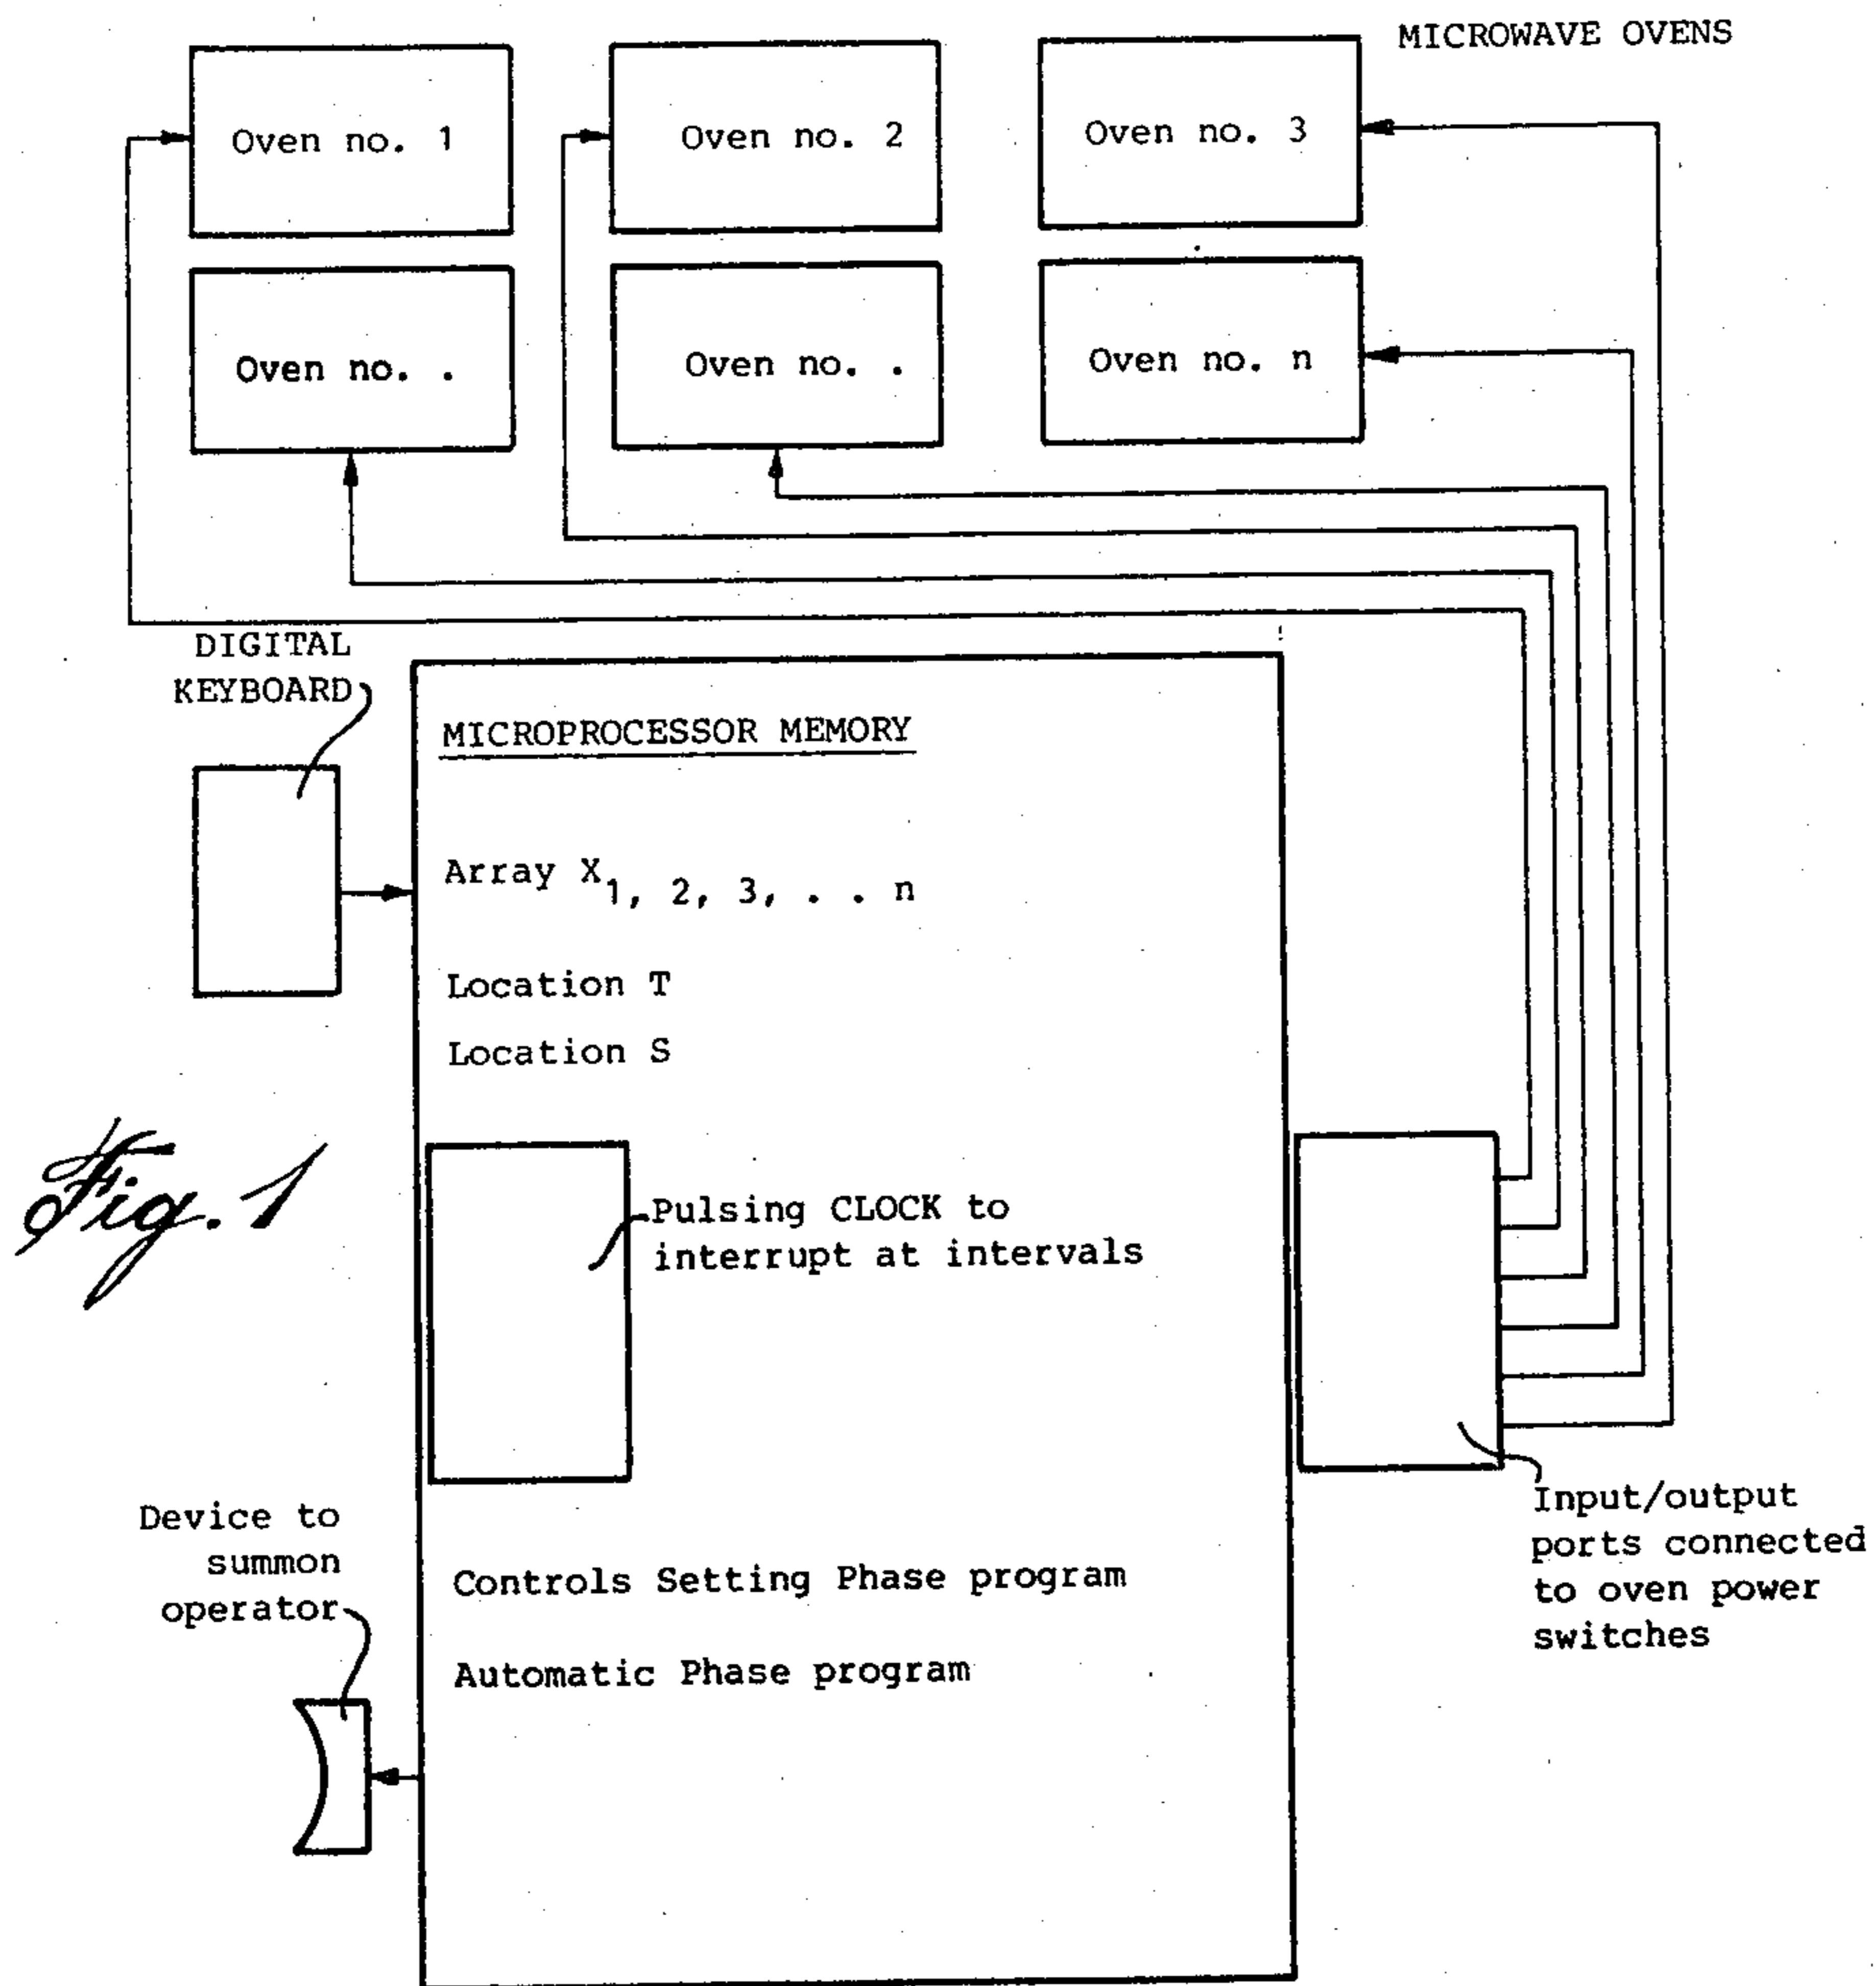 MICROWAVE OVENS
Oven no. 1
Oven no. 2
Oven no. 3
Oven no. .
Oven no. .
Oven no. n
DIGITAL
KEYBOARD
MICROPROCESSOR MEMORY
Array X1, 2, 3, . . n
Location T
Location S
Fig. 1
Pulsing CLOCK to
interrupt at intervals
Device to
summon
operator
Controls Setting Phase program
Automatic Phase program
Input/output
ports connected
to oven power
switches